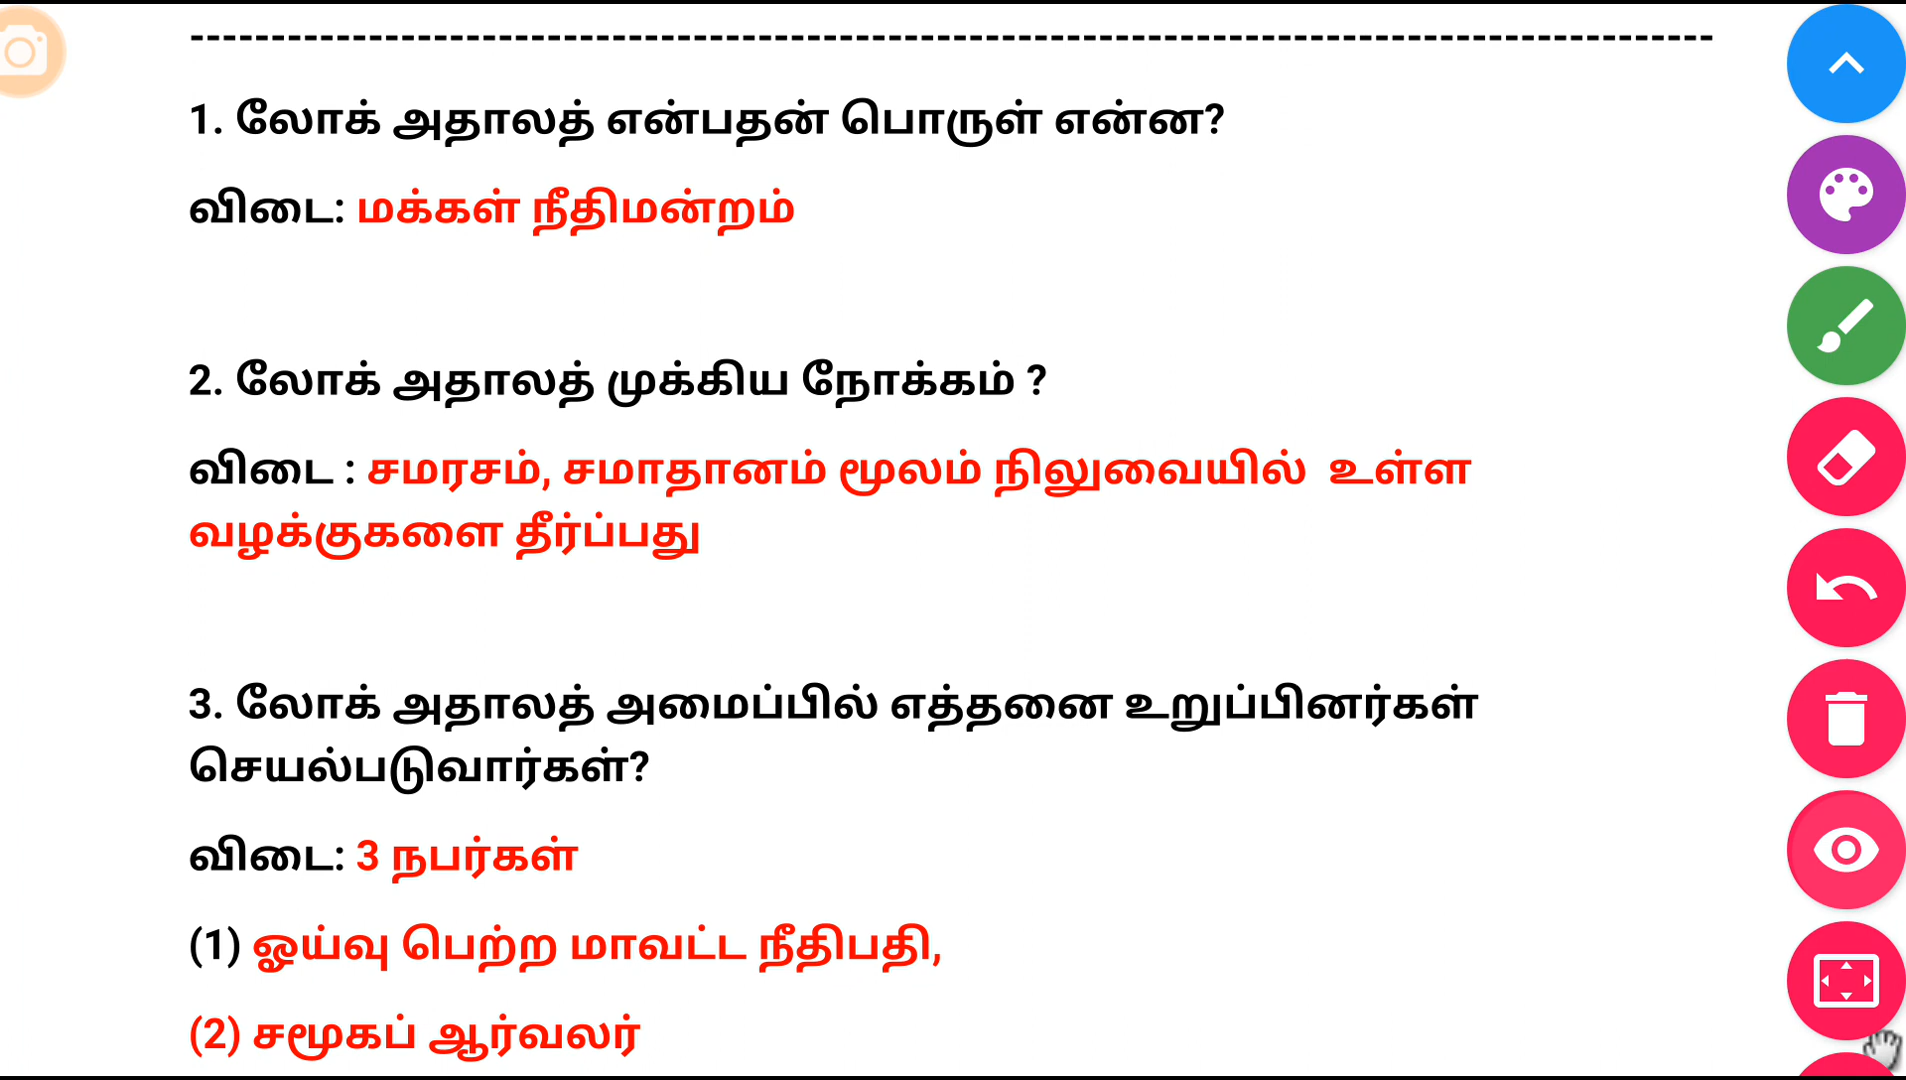 -----------------------------------------------------------------------------------------------
1. லோக் அதாலத் என்பதன் பொருள் என்ன?
விடை: மக்கள் நீதிமன்றம்
2. லோக் அதாலத் முக்கிய நோக்கம் ?
விடை : சமரசம், சமாதானம் மூலம் நிலுவையில் உள்ள
வழக்குகளை தீர்ப்பது
3. லோக் அதாலத் அமைப்பில் எத்தனை உறுப்பினர்கள்
செயல்படுவார்கள்?
விடை: 3 நபர்கள்
(1) ஓய்வு பெற்ற மாவட்ட நீதிபதி,
(2) சமூகப் ஆர்வலர்